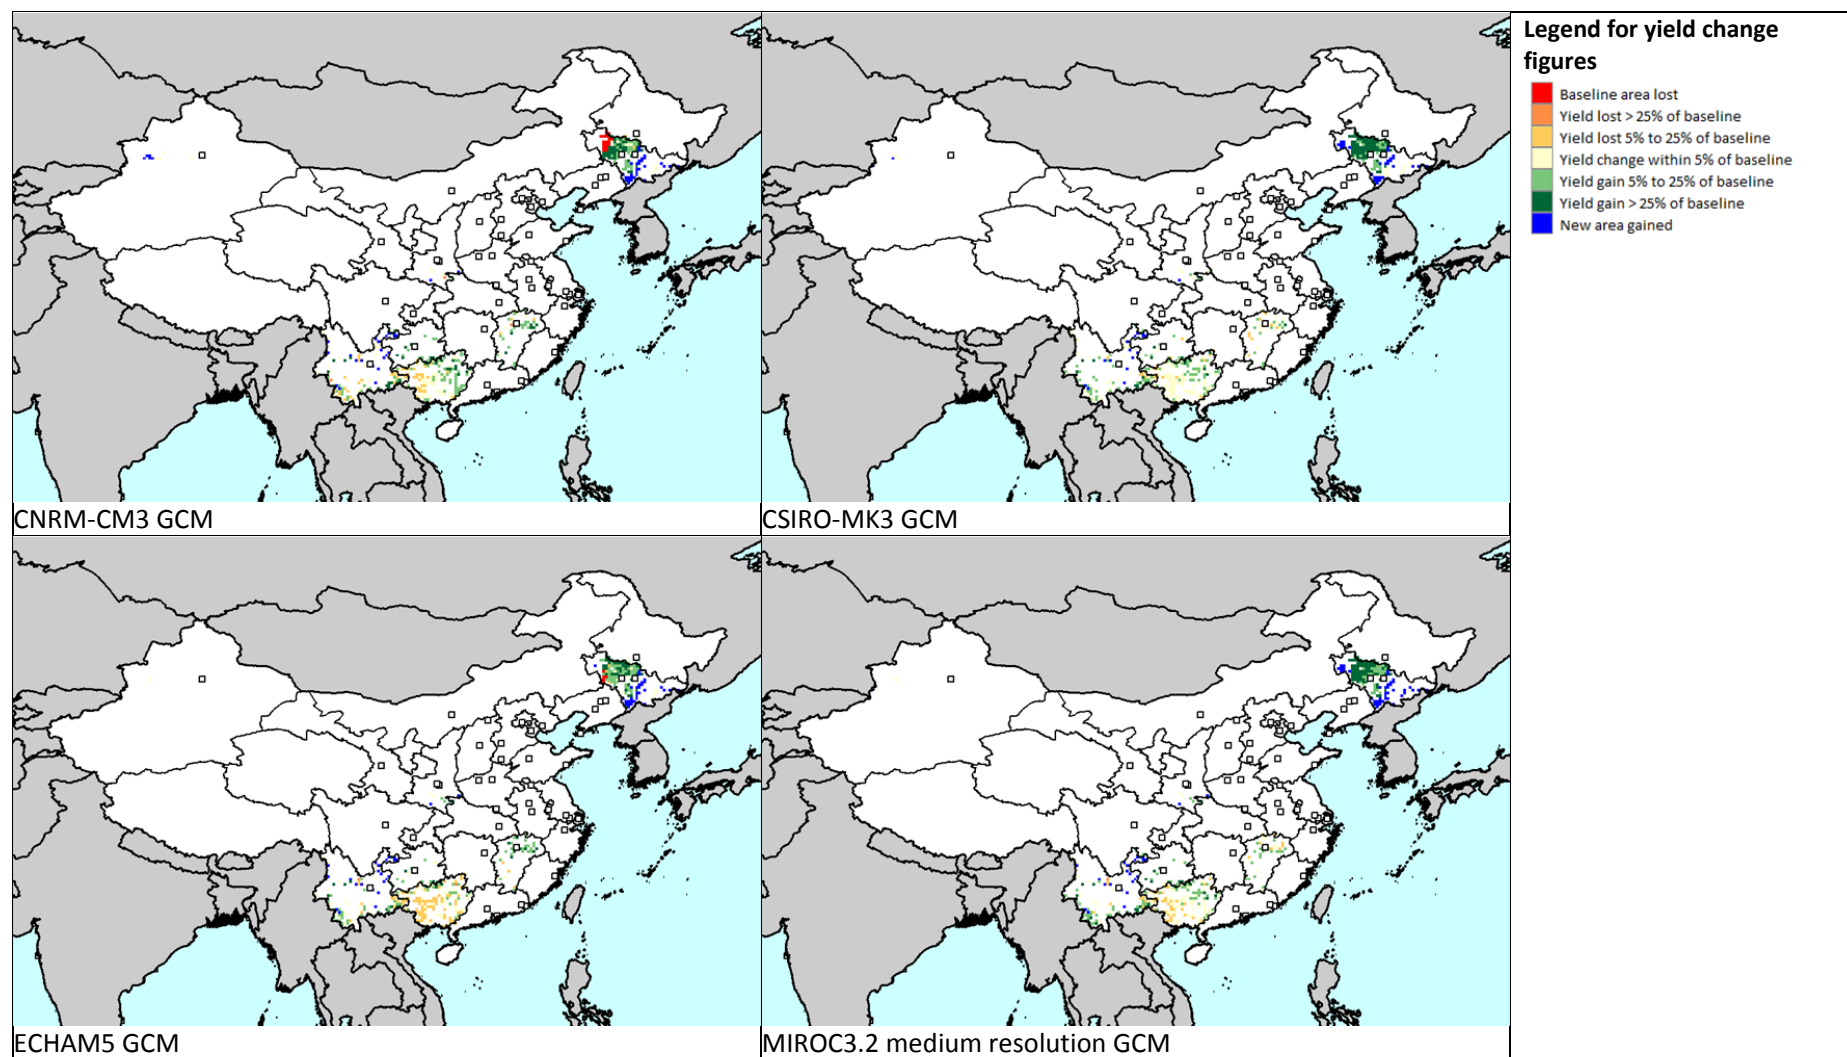 Legend for yield change
figures
Baseline area lost
Yield lost > 25% of baseline
Yield lost 5% to 25% of baseline
Yield change within 5% of baseline
Yield gain 5% to 25% of baseline
Yield gain > 25% of baseline
New area gained
CNRM-CM3 GCM
CSIRO-MK3 GCM
ECHAM5 GCM
MIROC3.2 medium resolution GCM